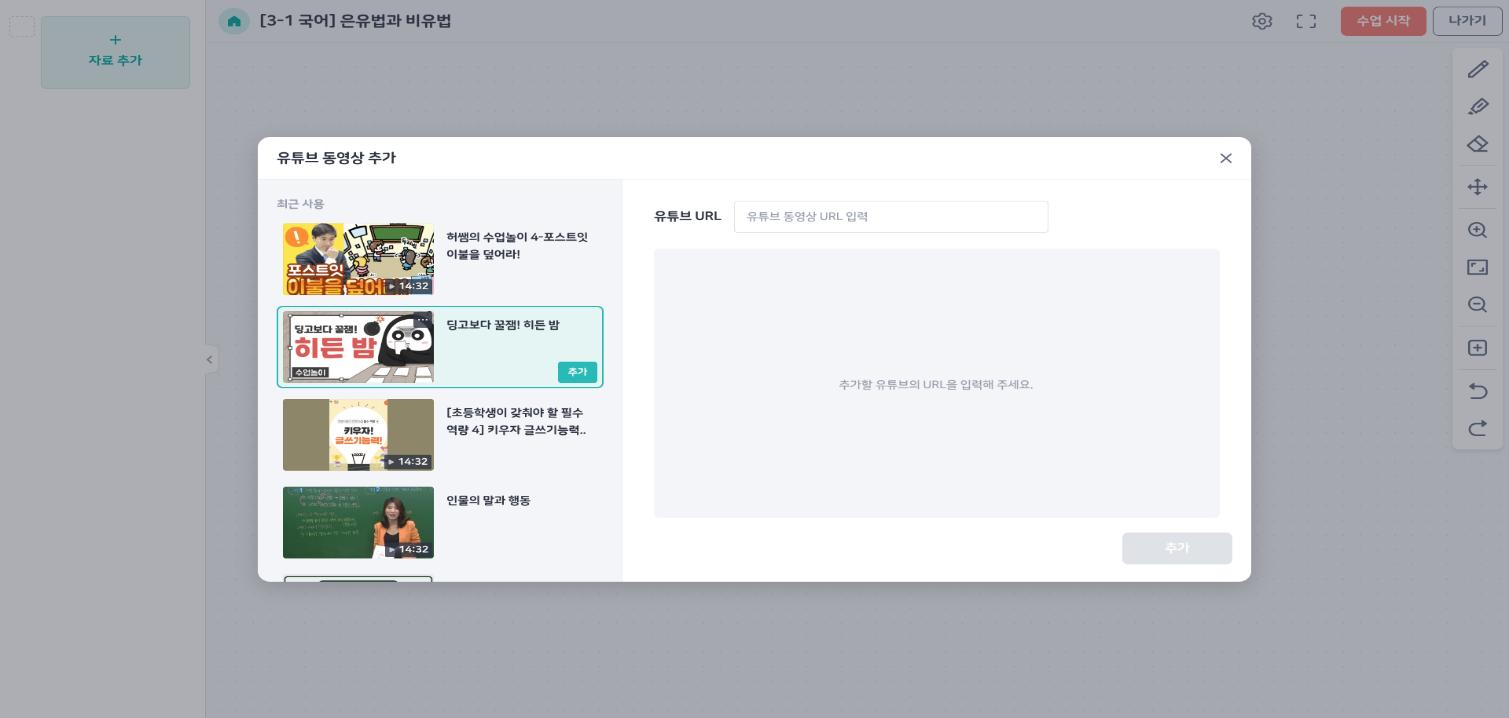 +
자료 추가
[3-1 국어] 은유법과 비유법
수업 시작
나가기
유튜브 동영상 추가
최근 사용
포스트잇
이불을 덮어라!
14:32
허쌤의 수업놀이 4-포스트잇
이불을 덮어라!
딩고보다 꿀잼!
히든 밤
수업놀이
딩고보다 꿀잼! 히든 밤
추가
키우자!
글쓰기능력!
14:32
[초등학생이 갖춰야 할 필수
역량 4] 키우자 글쓰기능력..
14:32
인물의 말과 행동
유튜브 URL
유튜브 동영상 URL 입력
추가할 유튜브의 URL을 입력해 주세요.
추가